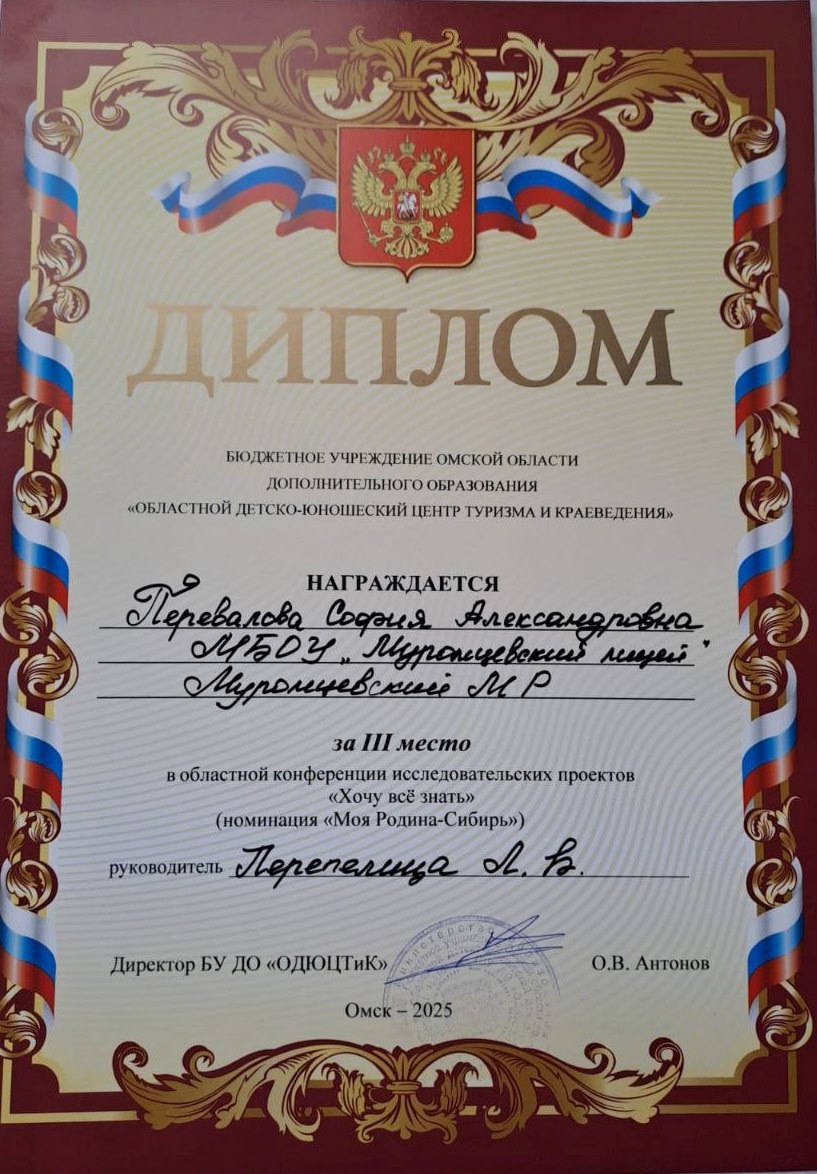 ДИПЛОМ
БЮДЖЕТНОЕ УЧРЕЖДЕНИЕ ОМСКОЙ ОБЛАСТИ
ДОПОЛНИТЕЛЬНОГО ОБРАЗОВАНИЯ
«ОБЛАСТНОЙ ДЕТСКО-ЮНОШЕСКИЙ ЦЕНТР ТУРИЗМА И КРАЕВЕДЕНИЯ»
НАГРАЖДАЕТСЯ
Перевалова София Александровна
МБОУ „Муромцевский лицей"
Муромцевский МР
за III место
в областной конференции исследовательских проектов
«Хочу всё знать»
(номинация «Моя Родина-Сибирь»)
руководитель Перепелица Л. В.
Директор БУ ДО «ОДЮЦТиК» О.В. Антонов
Омск – 2025